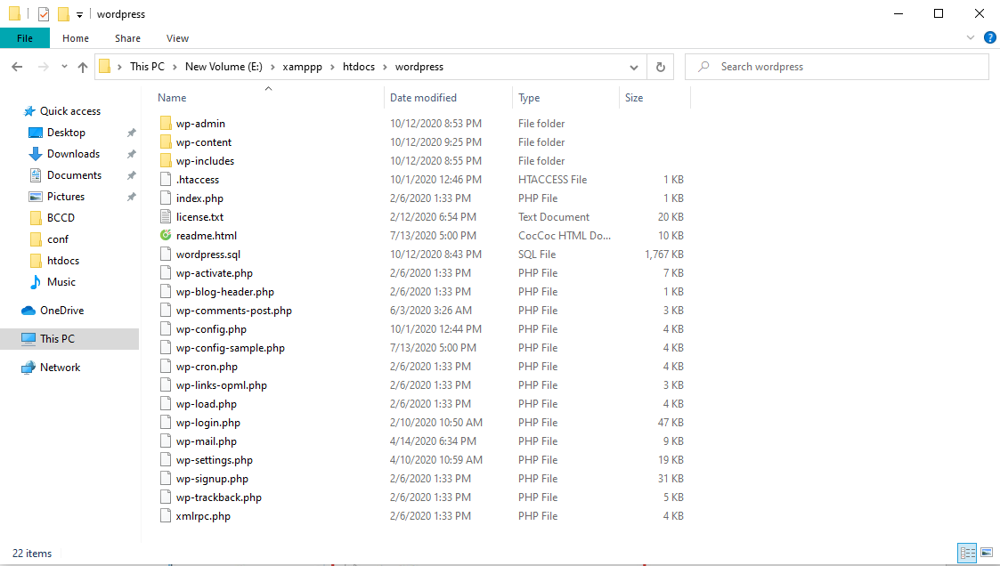 wordpress
File Home Share View
This PC New Volume (E:) xamppp htdocs wordpress
Search wordpress
Name Date modified Type Size
Quick access
Desktop
Downloads
Documents
Pictures
BCCD
conf
htdocs
Music
OneDrive
This PC
Network
wp-admin 10/12/2020 8:53 PM File folder
wp-content 10/12/2020 9:25 PM File folder
wp-includes 10/12/2020 8:55 PM File folder
.htaccess 10/1/2020 12:46 PM HTACCESS File 1 KB
index.php 2/6/2020 1:33 PM PHP File 1 KB
license.txt 2/12/2020 6:54 PM Text Document 20 KB
readme.html 7/13/2020 5:00 PM CocCoc HTML Do... 10 KB
wordpress.sql 10/12/2020 8:43 PM SQL File 1,767 KB
wp-activate.php 2/6/2020 1:33 PM PHP File 7 KB
wp-blog-header.php 2/6/2020 1:33 PM PHP File 1 KB
wp-comments-post.php 6/3/2020 3:26 AM PHP File 3 KB
wp-config.php 10/1/2020 12:44 PM PHP File 4 KB
wp-config-sample.php 7/13/2020 5:00 PM PHP File 4 KB
wp-cron.php 2/6/2020 1:33 PM PHP File 4 KB
wp-links-opml.php 2/6/2020 1:33 PM PHP File 3 KB
wp-load.php 2/6/2020 1:33 PM PHP File 4 KB
wp-login.php 2/10/2020 10:50 AM PHP File 47 KB
wp-mail.php 4/14/2020 6:34 PM PHP File 9 KB
wp-settings.php 4/10/2020 10:59 AM PHP File 19 KB
wp-signup.php 2/6/2020 1:33 PM PHP File 31 KB
wp-trackback.php 2/6/2020 1:33 PM PHP File 5 KB
xmlrpc.php 2/6/2020 1:33 PM PHP File 4 KB
22 items